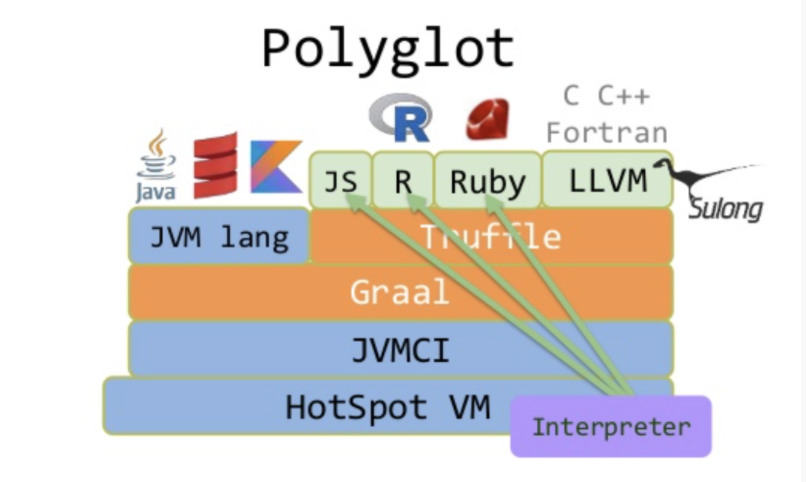 Polyglot
C C++
Fortran
R
Java
JS R Ruby LLVM
Sulong
JVM lang Truffle
Graal
JVMCI
HotSpot VM
Interpreter